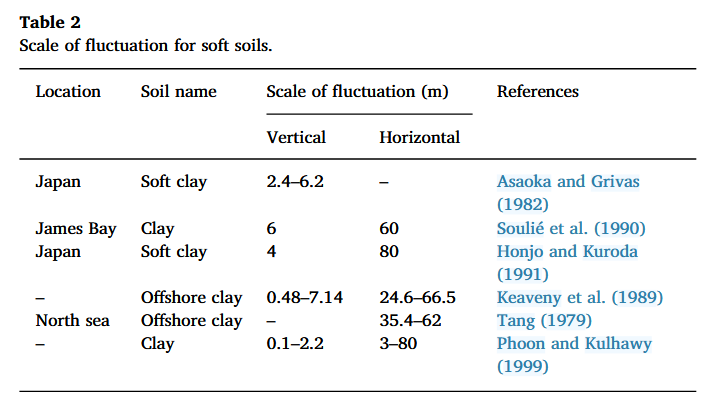 Table 2
Scale of fluctuation for soft soils.
Location Soil name Scale of fluctuation (m) References
Vertical Horizontal
Japan Soft clay 2.4–6.2 – Asaoka and Grivas
(1982)
James Bay Clay 6 60 Soulié et al. (1990)
Japan Soft clay 4 80 Honjo and Kuroda
(1991)
– Offshore clay 0.48–7.14 24.6–66.5 Keaveny et al. (1989)
North sea Offshore clay – 35.4–62 Tang (1979)
– Clay 0.1–2.2 3–80 Phoon and Kulhawy
(1999)